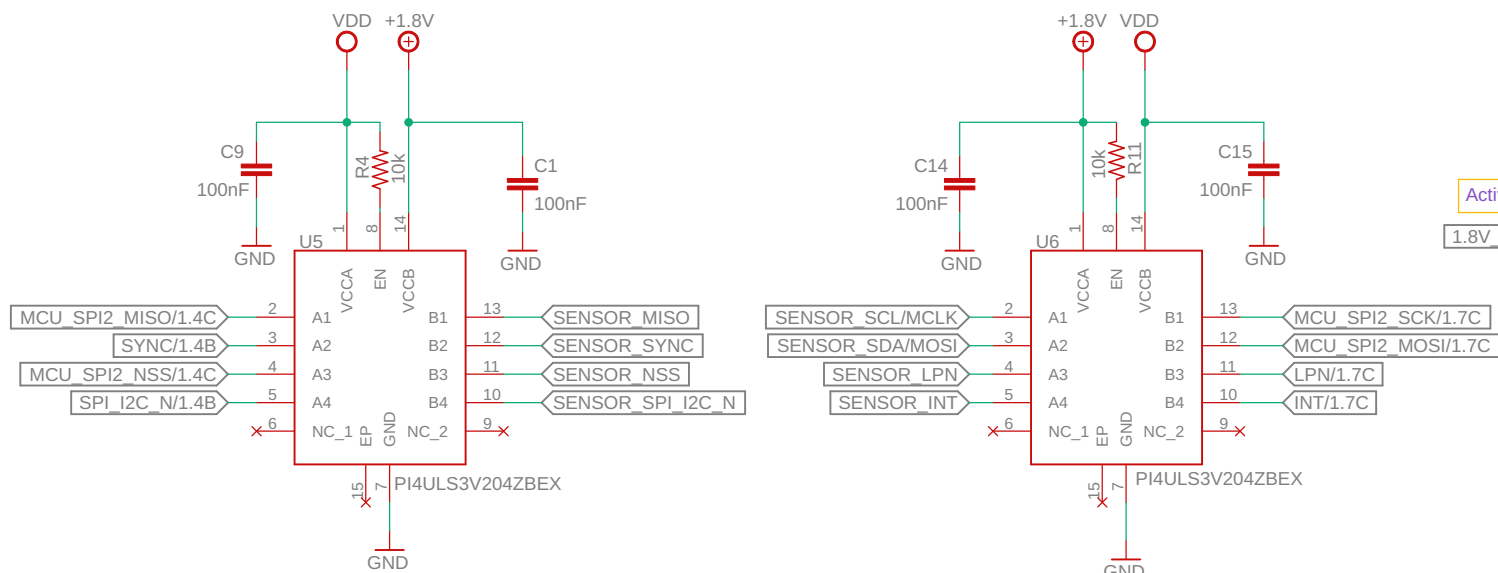 VDD
+1.8V
C9
100nF
R4
10k
C1
100nF
GND
GND
U5
1
8
14
VCCA
EN
VCCB
MCU_SPI2_MISO/1.4C
2
A1
B1
13
SENSOR_MISO
SYNC/1.4B
3
A2
B2
12
SENSOR_SYNC
MCU_SPI2_NSS/1.4C
4
A3
B3
11
SENSOR_NSS
SPI_I2C_N/1.4B
5
A4
B4
10
SENSOR_SPI_I2C_N
6
NC_1
EP
GND
NC_2
9
15
7
PI4ULS3V204ZBEX
GND
+1.8V
VDD
C14
100nF
10k
R11
C15
100nF
GND
GND
U6
1
8
14
VCCA
EN
VCCB
SENSOR_SCL/MCLK
2
A1
B1
13
MCU_SPI2_SCK/1.7C
SENSOR_SDA/MOSI
3
A2
B2
12
MCU_SPI2_MOSI/1.7C
SENSOR_LPN
4
A3
B3
11
LPN/1.7C
SENSOR_INT
5
A4
B4
10
INT/1.7C
6
NC_1
EP
GND
NC_2
9
15
7
PI4ULS3V204ZBEX
GND
Acti
1.8V_